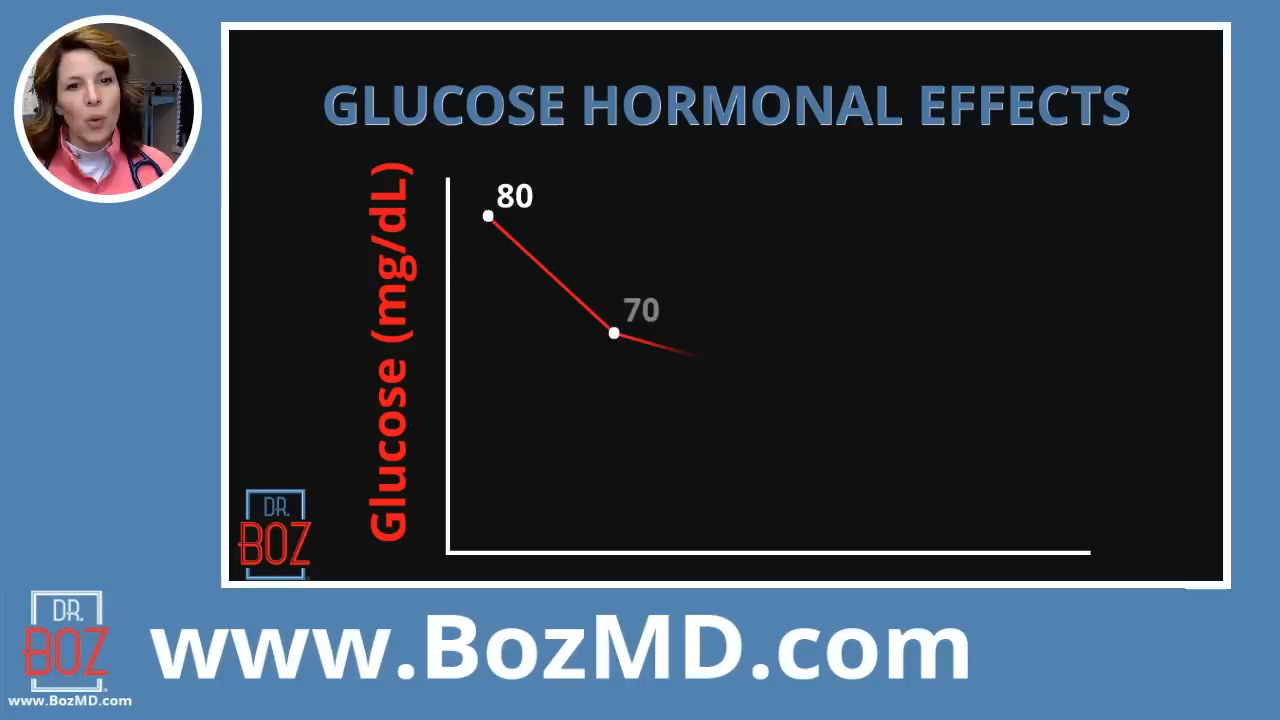 GLUCOSE HORMONAL EFFECTS
Glucose (mg/dL)
80
70
DR.
BOZ
DR.
BOZ
www.BozMD.com
www.BozMD.com